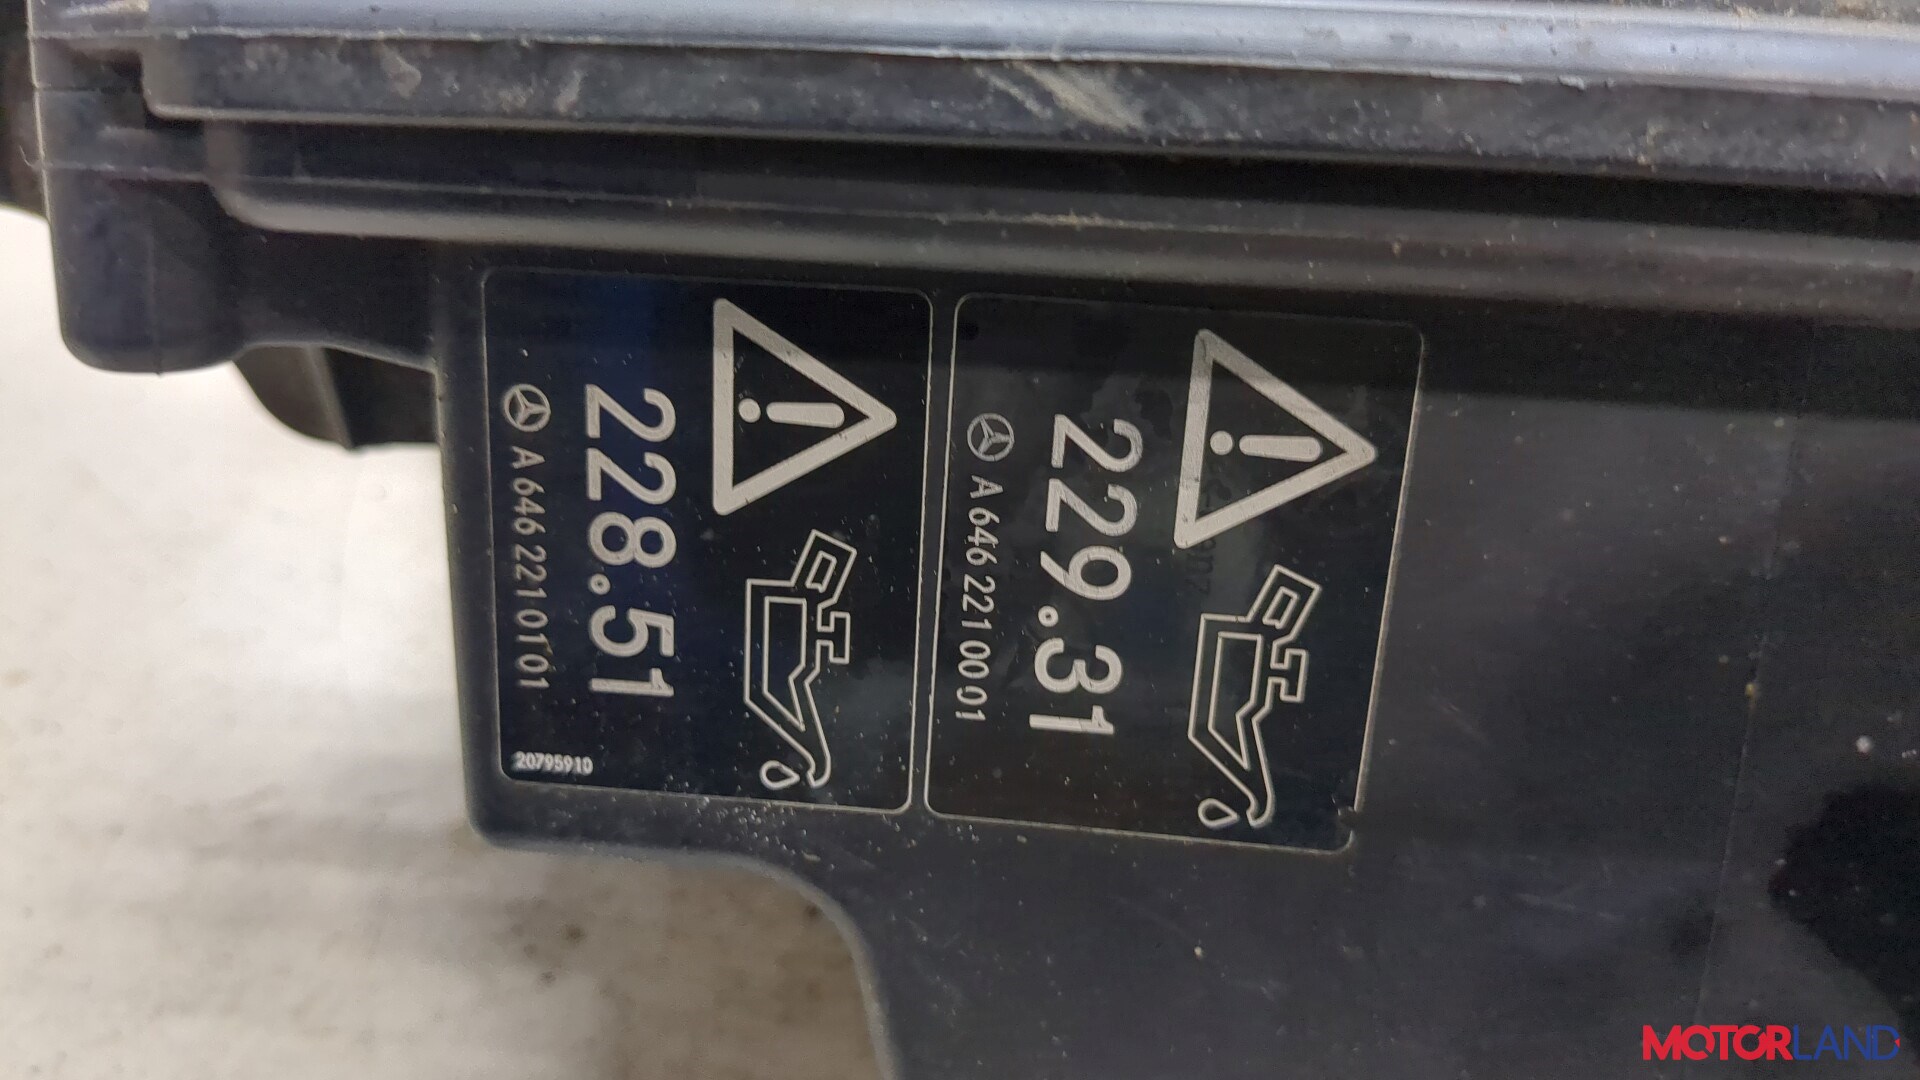 228.51
A 646 221 01 01
20795910
229.31
A 646 221 00 01
MOTORLAND